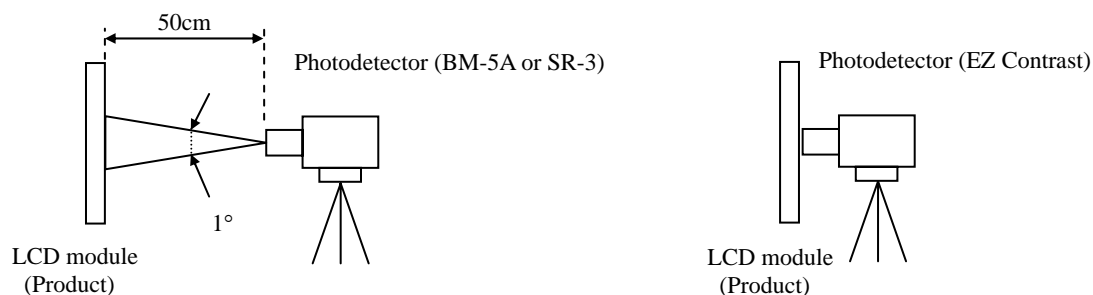 50cm
Photodetector (BM-5A or SR-3)
1°
LCD module
(Product)
Photodetector (EZ Contrast)
LCD module
(Product)